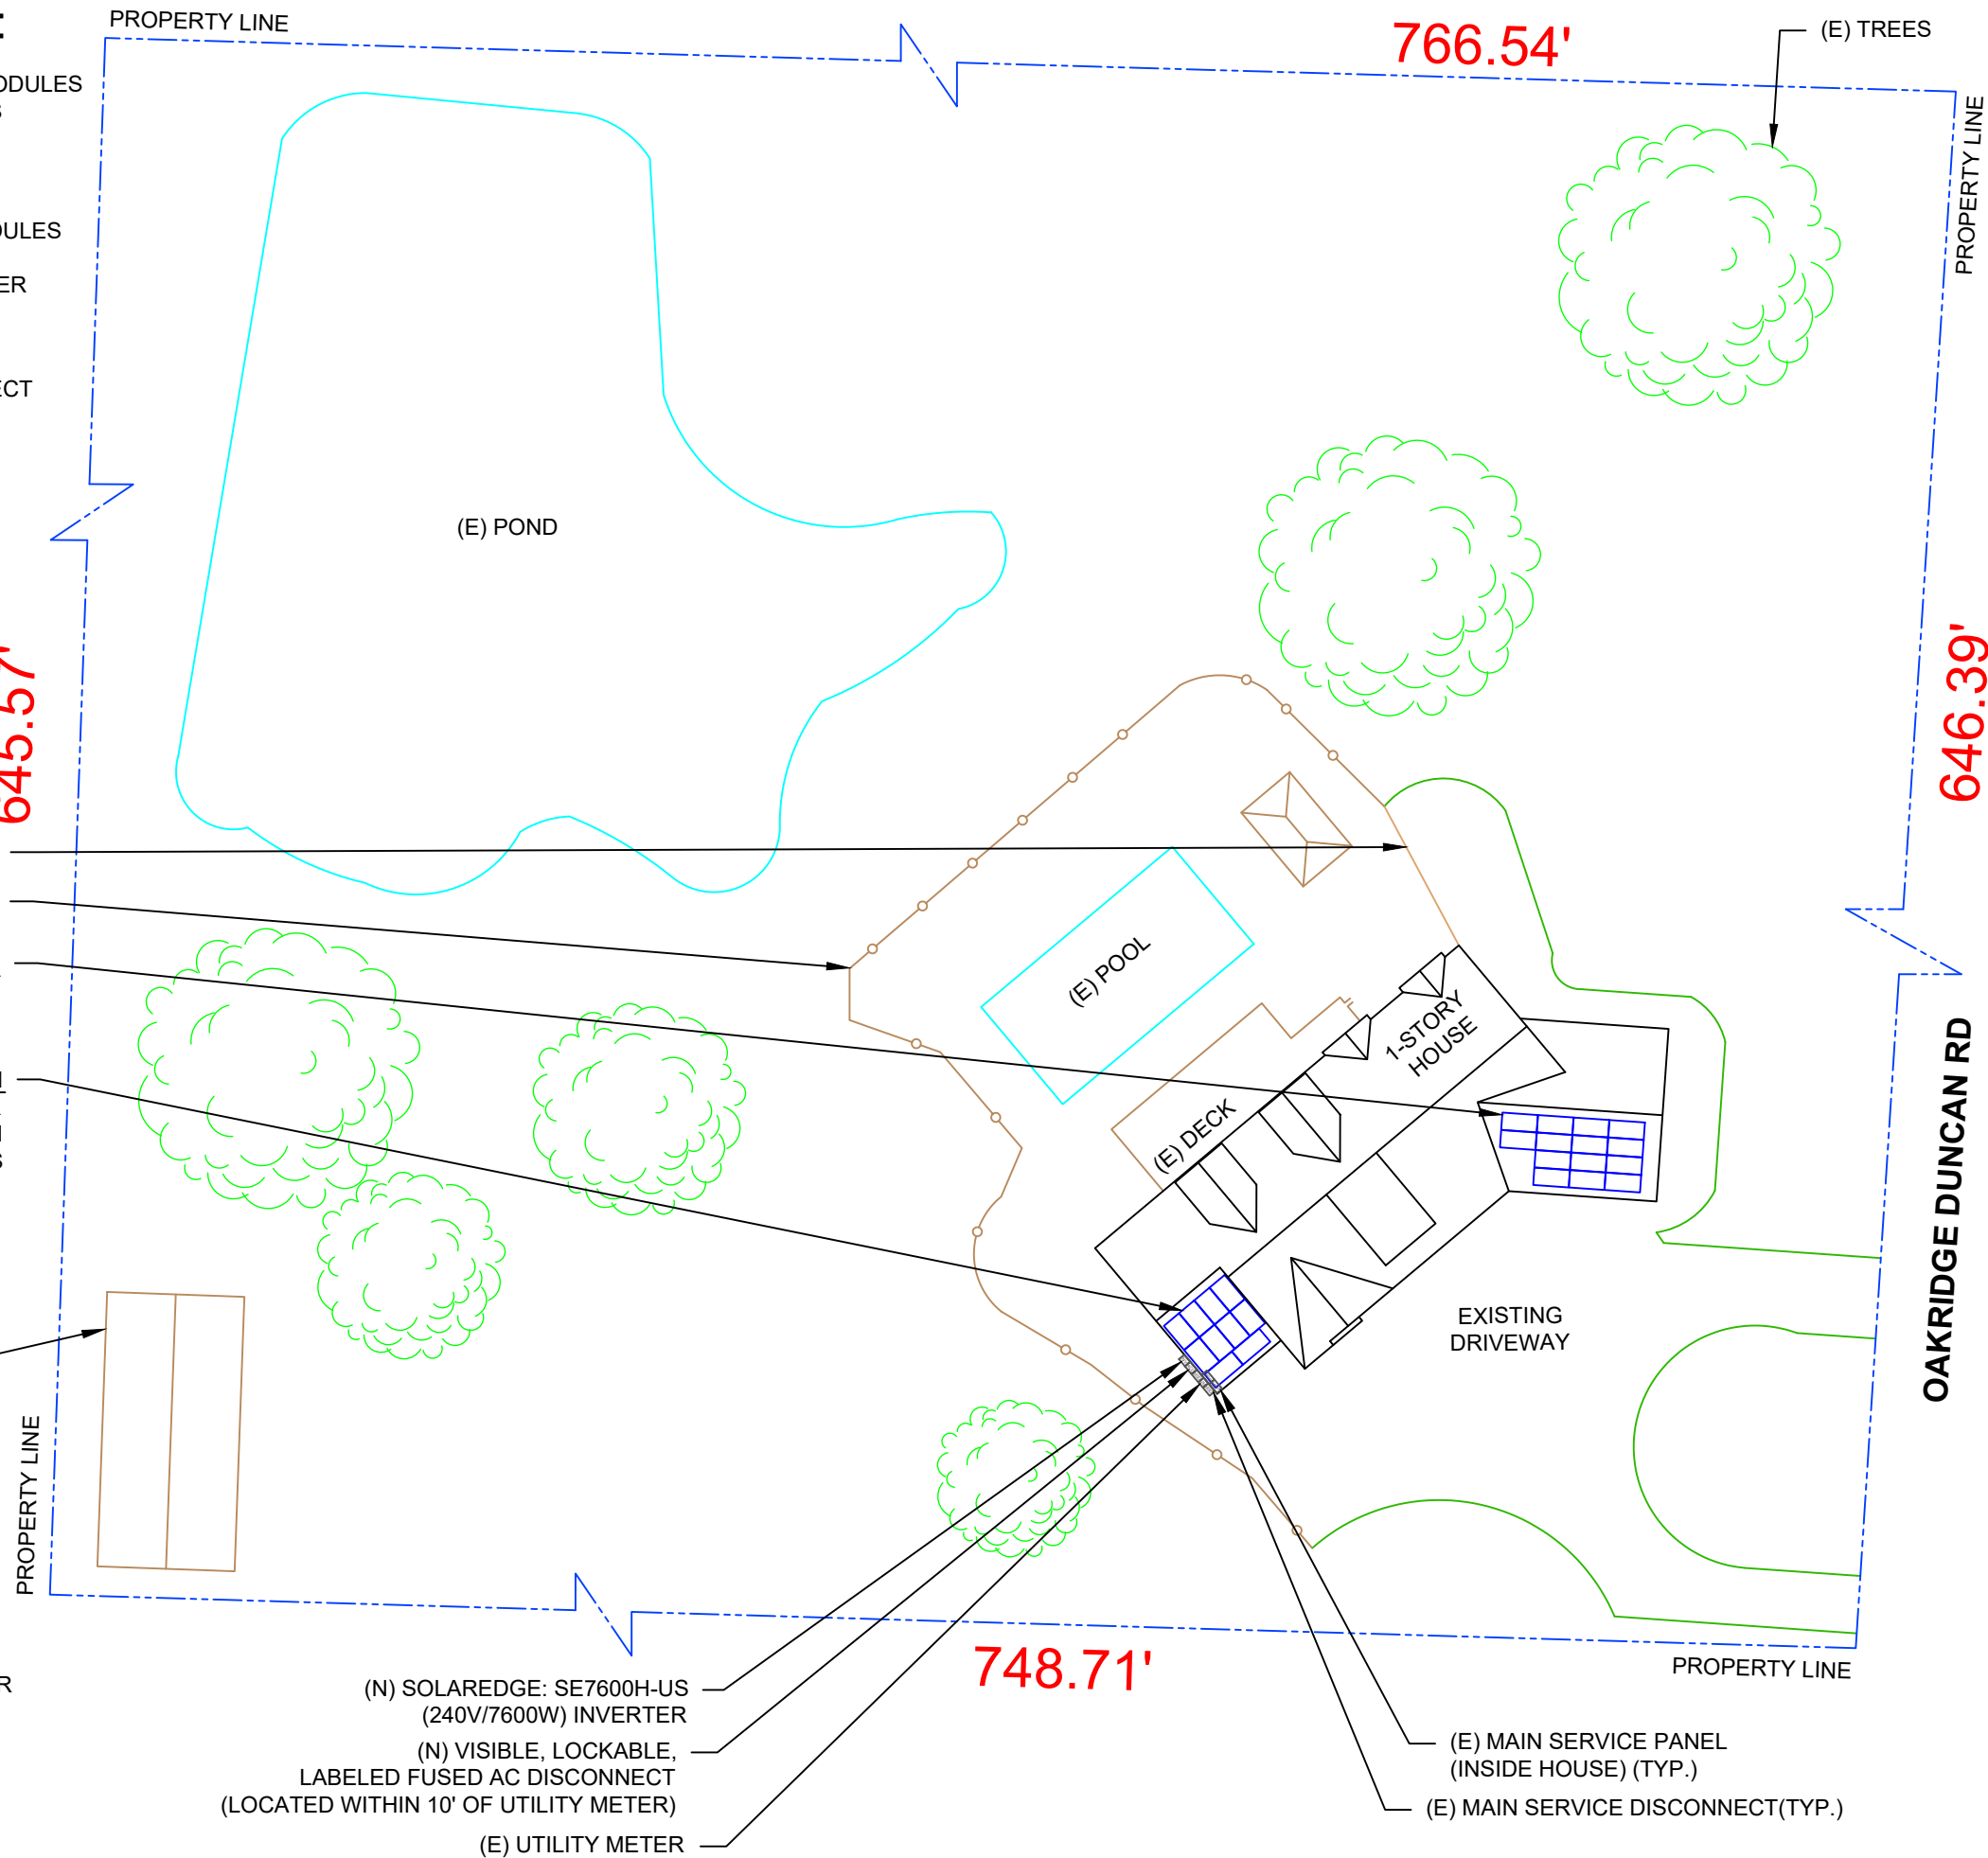 PROPERTY LINE
766.54'
(E) TREES
PROPERTY LINE
(E) POND
645.57'
646.39'
(E) POOL
1-STORY
HOUSE
(E) DECK
EXISTING
DRIVEWAY
OAKRIDGE DUNCAN RD
PROPERTY LINE
748.71'
PROPERTY LINE
(N) SOLAREDGE: SE7600H-US
(240V/7600W) INVERTER
(N) VISIBLE, LOCKABLE,
LABELED FUSED AC DISCONNECT
(LOCATED WITHIN 10' OF UTILITY METER)
(E) UTILITY METER
(E) MAIN SERVICE PANEL
(INSIDE HOUSE) (TYP.)
(E) MAIN SERVICE DISCONNECT(TYP.)